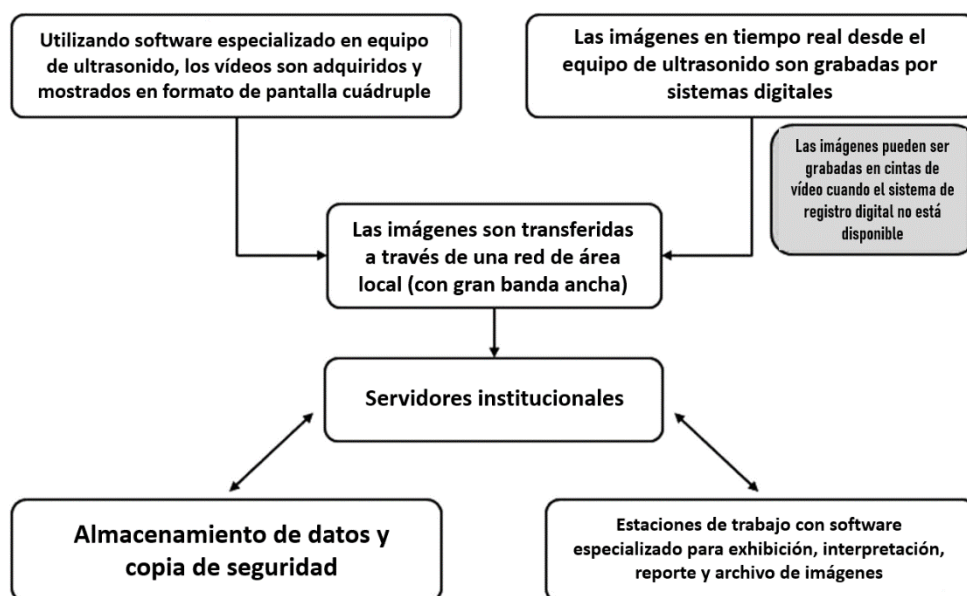 Utilizando software especializado en equipo
de ultrasonido, los vídeos son adquiridos y
mostrados en formato de pantalla cuádruple
Las imágenes en tiempo real desde el
equipo de ultrasonido son grabadas por
sistemas digitales
Las imágenes pueden ser
grabadas en cintas de
vídeo cuando el sistema de
registro digital no está
disponible
Las imágenes son transferidas
a través de una red de área
local (con gran banda ancha)
Servidores institucionales
Almacenamiento de datos y
copia de seguridad
Estaciones de trabajo con software
especializado para exhibición, interpretación,
reporte y archivo de imágenes